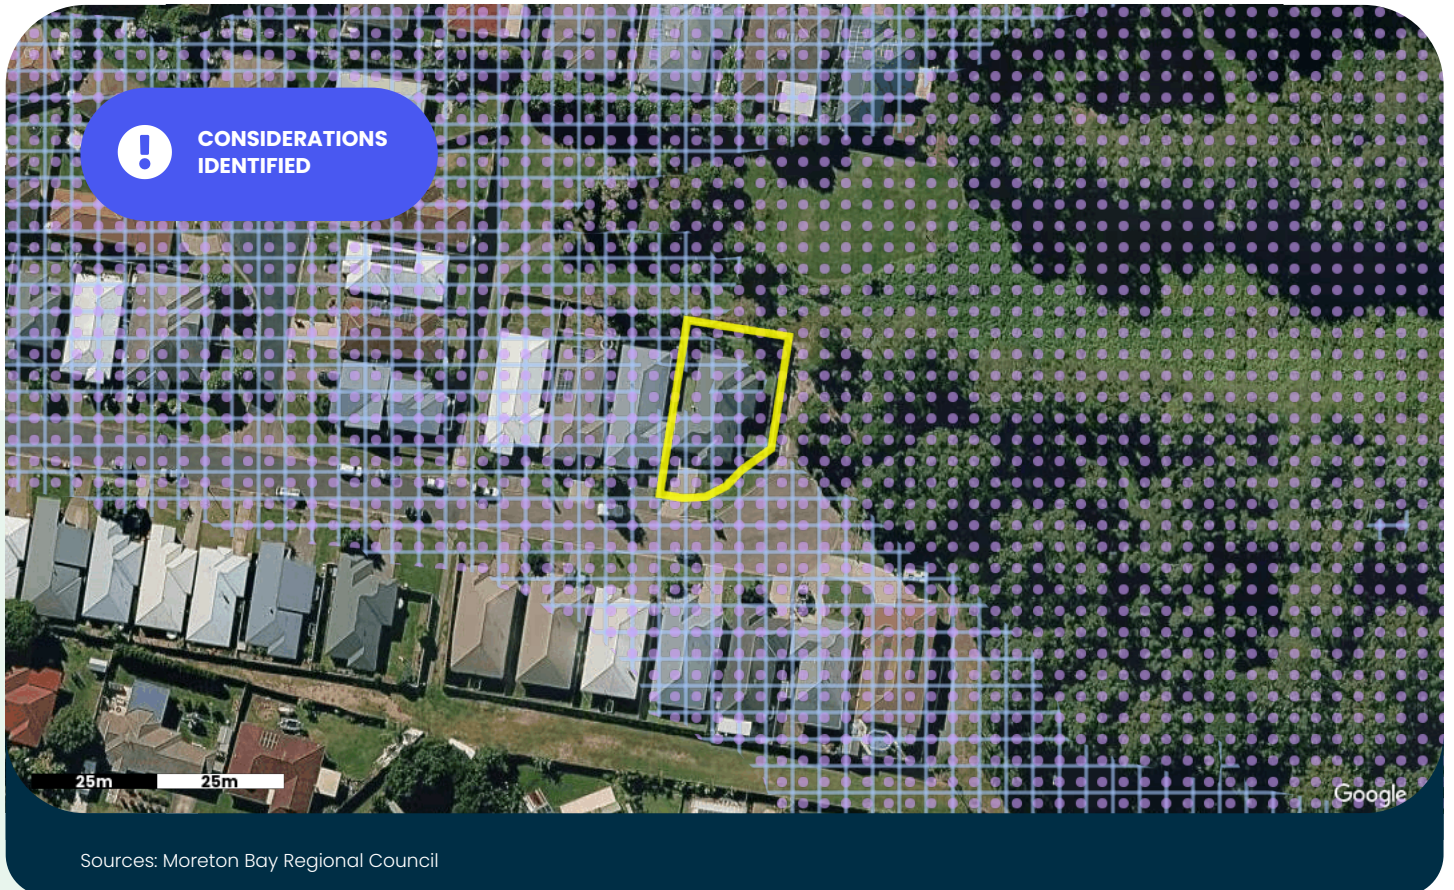 CONSIDERATIONS
IDENTIFIED
25m 25m
Google
Sources: Moreton Bay Regional Council